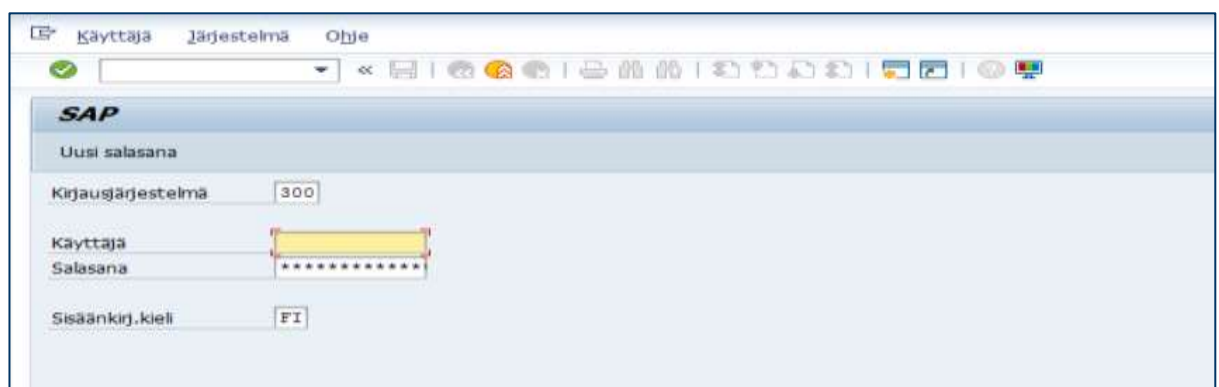 Käyttäjä Järjestelmä Ohje
SAP
Uusi salasana
Kirjausjärjestelmä 300
Käyttäjä
Salasana ************
Sisäänkirj.kieli FI